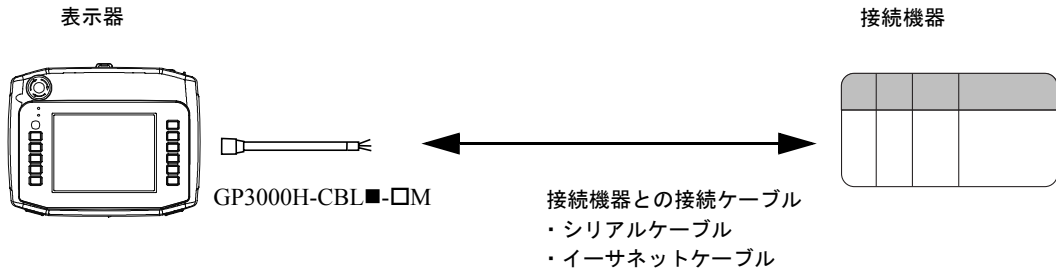 表示器
接続機器
GP3000H-CBL■-□M
接続機器との接続ケーブル
・シリアルケーブル
・イーサネットケーブル